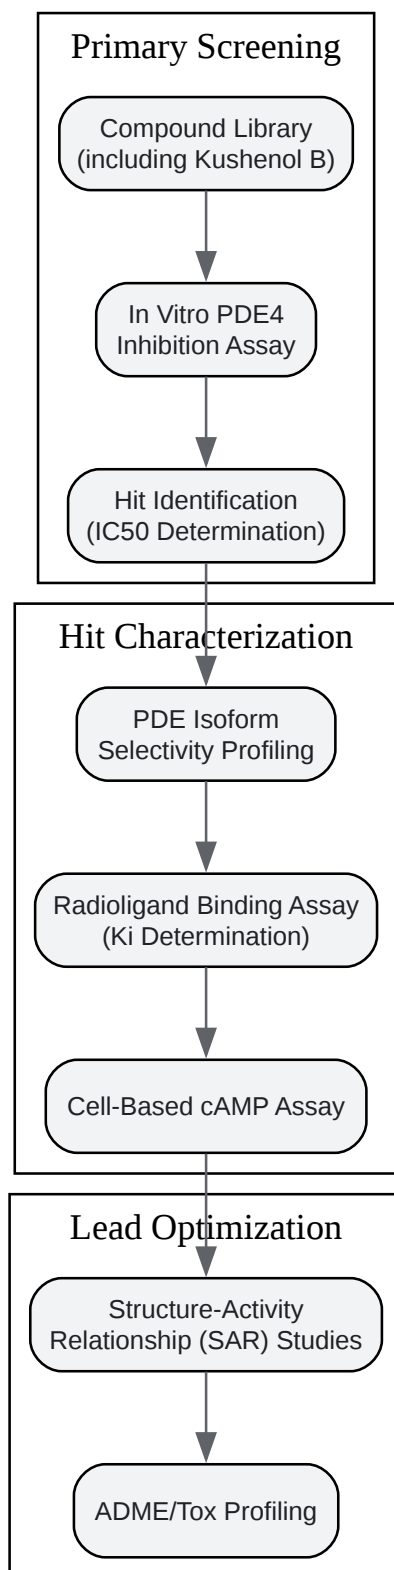 Primary Screening
Compound Library
(including Kushenol B)
In Vitro PDE4
Inhibition Assay
Hit Identification
(IC50 Determination)
Hit Characterization
PDE Isoform
Selectivity Profiling
Radioligand Binding Assay
(Ki Determination)
Cell-Based cAMP Assay
Lead Optimization
Structure-Activity
Relationship (SAR) Studies
ADME/Tox Profiling